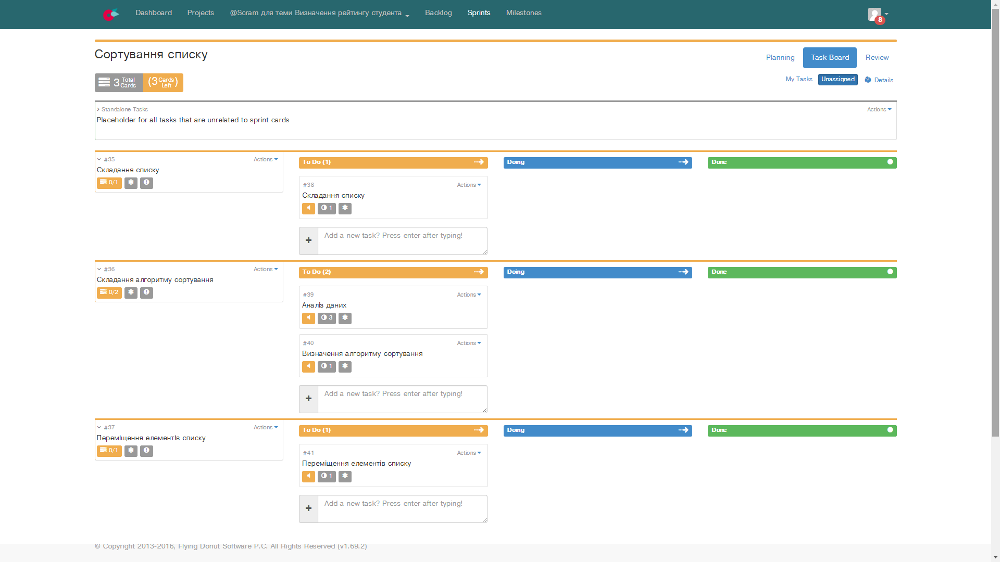 Dashboard Projects @Scram для теми Визначення рейтингу студента Backlog Sprints Milestones
8
Сортування списку
Planning Task Board Review
3 Total Cards (3 Cards Left)
My Tasks Unassigned Details
Standalone Tasks Actions
Placeholder for all tasks that are unrelated to sprint cards
#35 Actions
Складання списку
0/1
To Do (1) Doing Done
#38 Actions
Складання списку
1
Add a new task? Press enter after typing!
#36 Actions
Складання алгоритму сортування
0/2
To Do (2) Doing Done
#39 Actions
Аналіз даних
3
#40 Actions
Визначення алгоритму сортування
1
Add a new task? Press enter after typing!
#37 Actions
Переміщення елементів списку
0/1
To Do (1) Doing Done
#41 Actions
Переміщення елементів списку
1
Add a new task? Press enter after typing!
© Copyright 2013-2016, Flying Donut Software P.C. All Rights Reserved (v1.69.2)